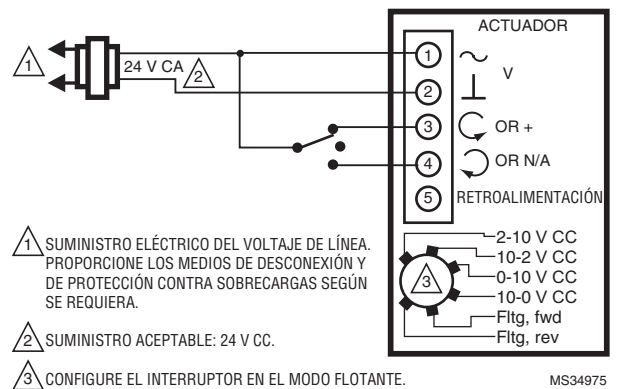 ACTUADOR
1
24 V CA
2
1
V
2
3
OR +
4
OR N/A
5
RETROALIMENTACIÓN
2-10 V CC
10-2 V CC
0-10 V CC
10-0 V CC
Fltg, fwd
Fltg, rev
3
1 SUMINISTRO ELÉCTRICO DEL VOLTAJE DE LÍNEA.
PROPORCIONE LOS MEDIOS DE DESCONEXIÓN Y
DE PROTECCIÓN CONTRA SOBRECARGAS SEGÚN
SE REQUIERA.
2 SUMINISTRO ACEPTABLE: 24 V CC.
3 CONFIGURE EL INTERRUPTOR EN EL MODO FLOTANTE.
MS34975